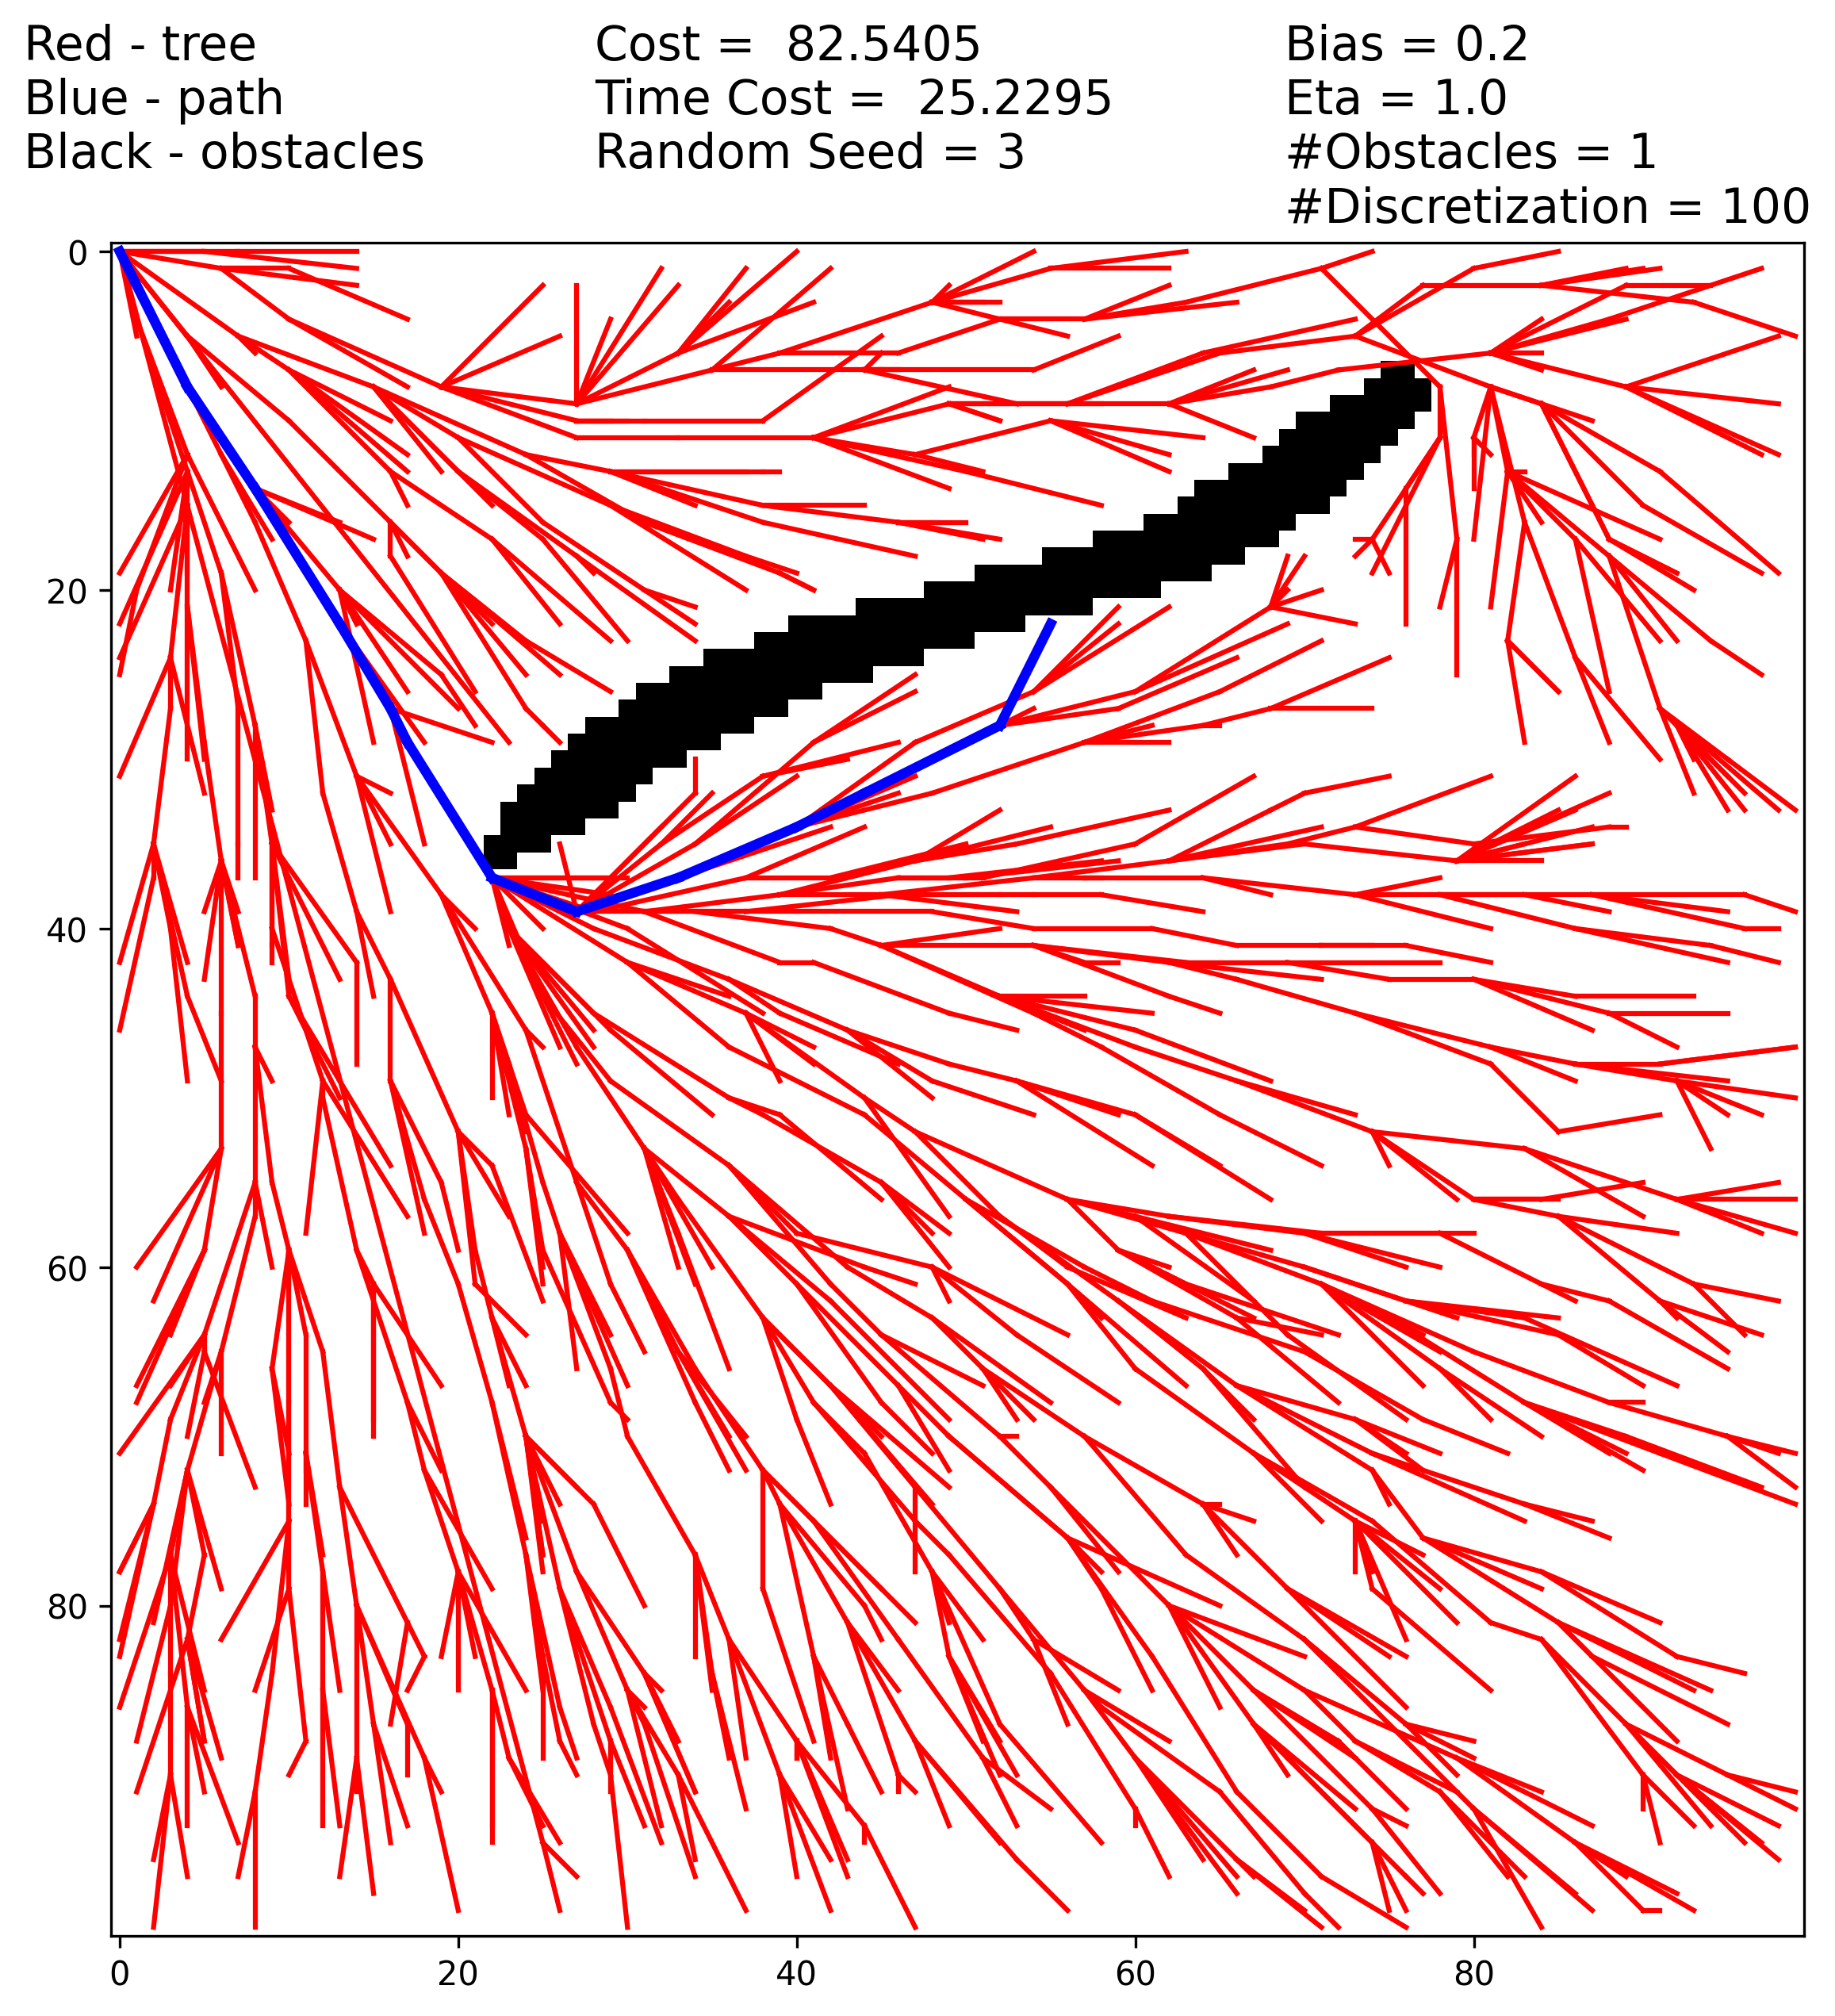 Red - tree
Blue - path
Black - obstacles
Cost =  82.5405
Time Cost =  25.2295
Random Seed = 3
Bias = 0.2
Eta = 1.0
#Obstacles = 1
#Discretization = 100
0
20
40
60
80
0 20 40 60 80